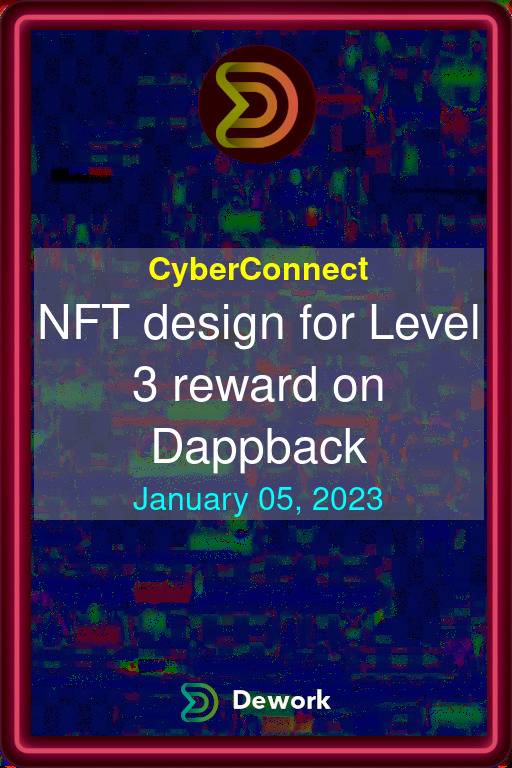 CyberConnect
NFT design for Level
3 reward on
Dappback
January 05, 2023
Dework